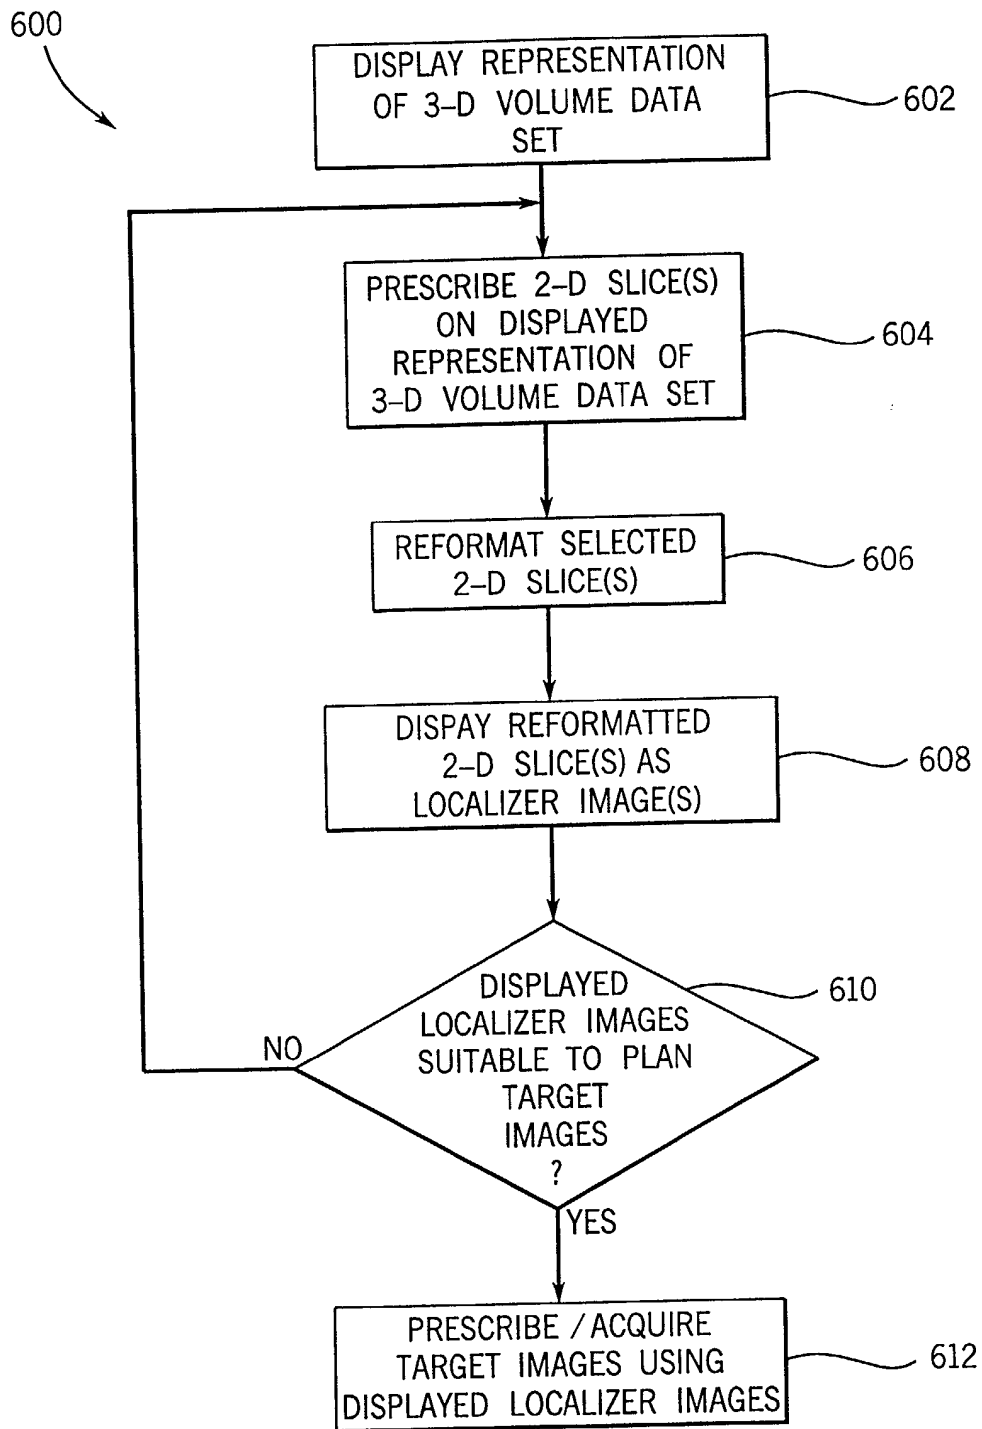 600
DISPLAY REPRESENTATION
OF 3-D VOLUME DATA
SET
602
PRESCRIBE 2-D SLICE(S)
ON DISPLAYED
REPRESENTATION OF
3-D VOLUME DATA SET
604
REFORMAT SELECTED
2-D SLICE(S)
606
DISPAY REFORMATTED
2-D SLICE(S) AS
LOCALIZER IMAGE(S)
608
DISPLAYED
LOCALIZER IMAGES
SUITABLE TO PLAN
TARGET
IMAGES
?
610
NO
YES
PRESCRIBE / ACQUIRE
TARGET IMAGES USING
DISPLAYED LOCALIZER IMAGES
612